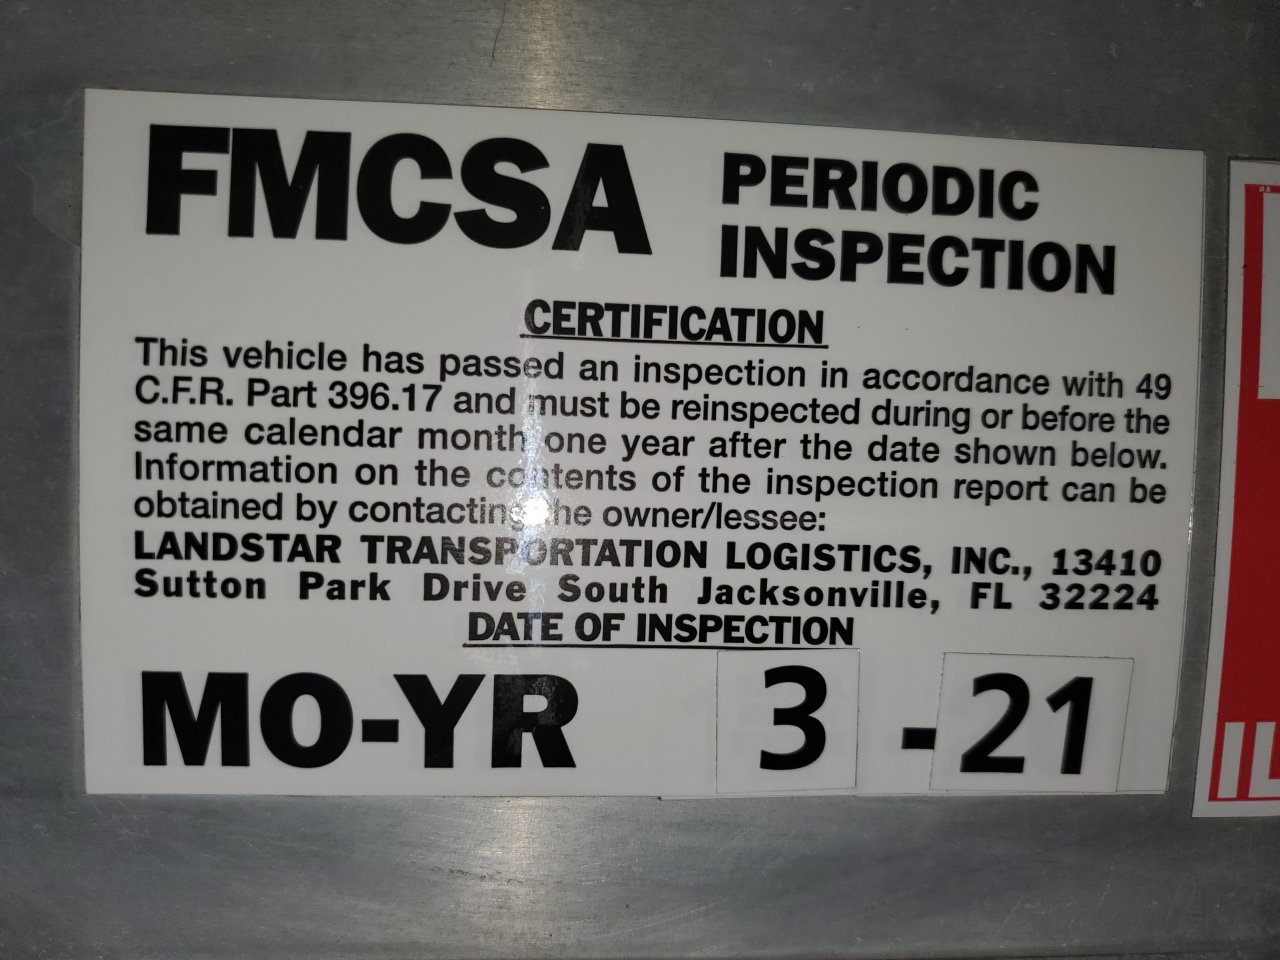 FMCSA PERIODIC
INSPECTION
CERTIFICATION
This vehicle has passed an inspection in accordance with 49
C.F.R. Part 396.17 and must be reinspected during or before the
same calendar month one year after the date shown below.
Information on the contents of the inspection report can be
obtained by contacting the owner/lessee:
LANDSTAR TRANSPORTATION LOGISTICS, INC., 13410
Sutton Park Drive South Jacksonville, FL 32224
DATE OF INSPECTION
MO-YR 3 - 21